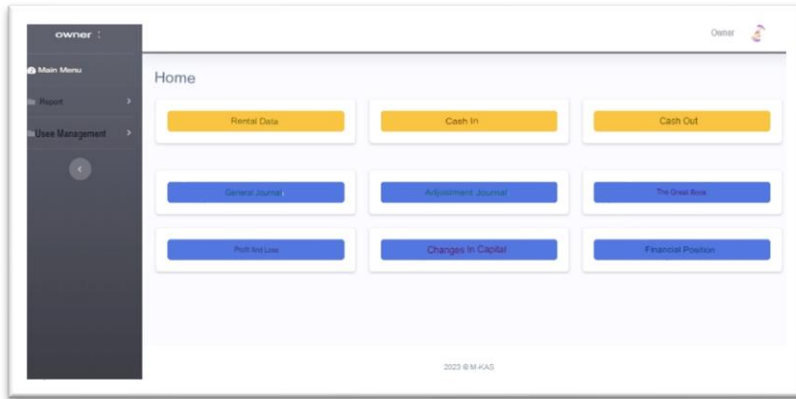 owner :
Owner
Main Menu
Home
Report
Usee Management
Rental Data
Cash In
Cash Out
General Journal
Adjustment Journal
The Great Book
Profit And Loss
Changes In Capital
Financial Position
2023 © M-KAS